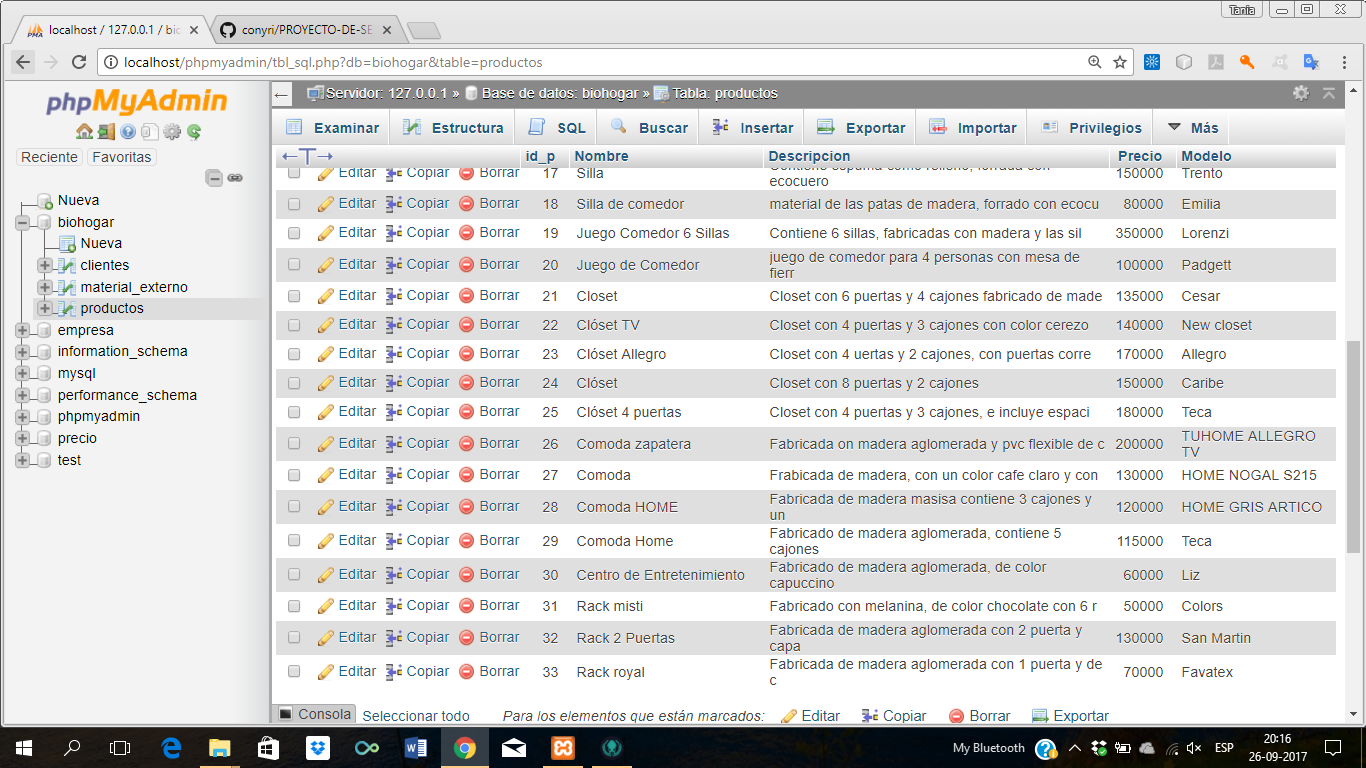 Tania
localhost / 127.0.0.1 / bio
conyri/PROYECTO-DE-SE
localhost/phpmyadmin/tbl_sql.php?db=biohogar&table=productos
phpMyAdmin
Reciente Favoritas
Nueva
biohogar
Nueva
clientes
material_externo
productos
empresa
information_schema
mysql
performance_schema
phpmyadmin
precio
test
Servidor: 127.0.0.1 » Base de datos: biohogar » Tabla: productos
Examinar Estructura SQL Buscar Insertar Exportar Importar Privilegios Más
id_p Nombre Descripcion Precio Modelo
Editar Copiar Borrar 17 Silla Contiene espuma como relleno, forrada con 150000 Trento
ecocuero
Editar Copiar Borrar 18 Silla de comedor material de las patas de madera, forrado con ecocu 80000 Emilia
Editar Copiar Borrar 19 Juego Comedor 6 Sillas Contiene 6 sillas, fabricadas con madera y las sil 350000 Lorenzi
Editar Copiar Borrar 20 Juego de Comedor juego de comedor para 4 personas con mesa de 100000 Padgett
fierr
Editar Copiar Borrar 21 Closet Closet con 6 puertas y 4 cajones fabricado de made 135000 Cesar
Editar Copiar Borrar 22 Clóset TV Closet con 4 puertas y 3 cajones con color cerezo 140000 New closet
Editar Copiar Borrar 23 Clóset Allegro Closet con 4 uertas y 2 cajones, con puertas corre 170000 Allegro
Editar Copiar Borrar 24 Clóset Closet con 8 puertas y 2 cajones 150000 Caribe
Editar Copiar Borrar 25 Clóset 4 puertas Closet con 4 puertas y 3 cajones, e incluye espaci 180000 Teca
Editar Copiar Borrar 26 Comoda zapatera Fabricada on madera aglomerada y pvc flexible de c 200000 TUHOME ALLEGRO
TV
Editar Copiar Borrar 27 Comoda Frabicada de madera, con un color cafe claro y con 130000 HOME NOGAL S215
Editar Copiar Borrar 28 Comoda HOME Fabricada de madera masisa contiene 3 cajones y 120000 HOME GRIS ARTICO
un
Editar Copiar Borrar 29 Comoda Home Fabricado de madera aglomerada, contiene 5 115000 Teca
cajones
Editar Copiar Borrar 30 Centro de Entretenimiento Fabricado de madera aglomerada, de color 60000 Liz
capuccino
Editar Copiar Borrar 31 Rack misti Fabricado con melanina, de color chocolate con 6 r 50000 Colors
Editar Copiar Borrar 32 Rack 2 Puertas Fabricada de madera aglomerada con 2 puerta y 130000 San Martin
capa
Editar Copiar Borrar 33 Rack royal Fabricada de madera aglomerada con 1 puerta y de 70000 Favatex
c
Consola Seleccionar todo Para los elementos que están marcados: Editar Copiar Borrar Exportar
My Bluetooth ESP 20:16
26-09-2017